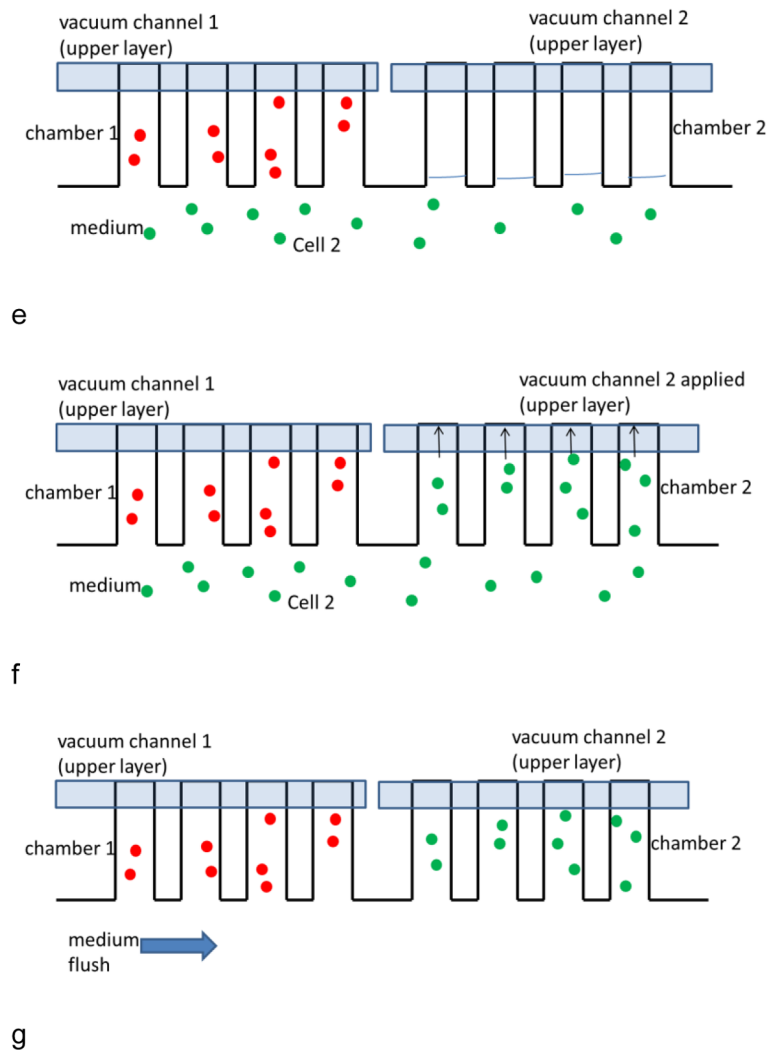 vacuum channel 1
(upper layer)
vacuum channel 2
(upper layer)
chamber 1
chamber 2
medium
Cell 2
e
vacuum channel 1
(upper layer)
vacuum channel 2 applied
(upper layer)
chamber 1
chamber 2
medium
Cell 2
f
vacuum channel 1
(upper layer)
vacuum channel 2
(upper layer)
chamber 1
chamber 2
medium
flush
g